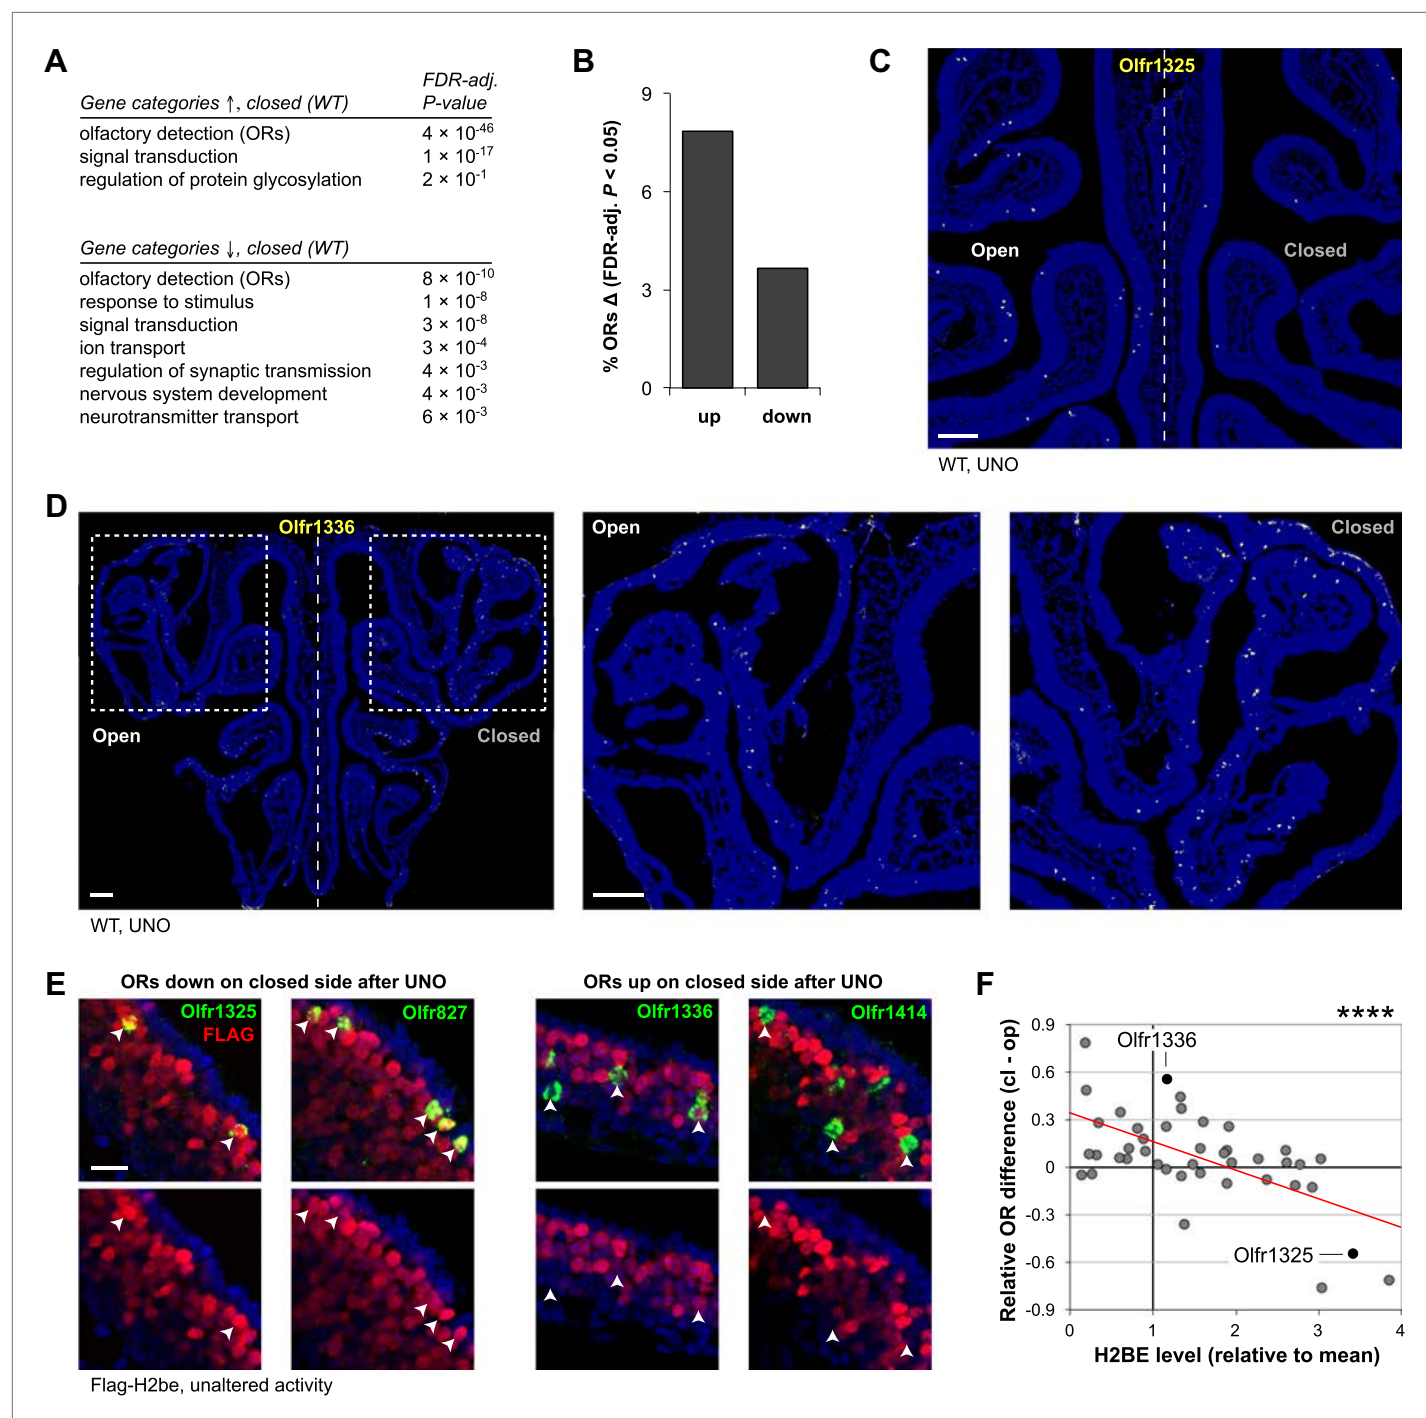 A
Gene categories ↑, closed (WT) FDR-adj. P-value
olfactory detection (ORs) 4 × 10^-46
signal transduction 1 × 10^-17
regulation of protein glycosylation 2 × 10^-1
Gene categories ↓, closed (WT)
olfactory detection (ORs) 8 × 10^-10
response to stimulus 1 × 10^-8
signal transduction 3 × 10^-8
ion transport 3 × 10^-4
regulation of synaptic transmission 4 × 10^-3
nervous system development 4 × 10^-3
neurotransmitter transport 6 × 10^-3
B
% ORs Δ (FDR-adj. P < 0.05)
9
6
3
0
up down
C
Olfr1325
Open Closed
WT, UNO
D
Olfr1336
Open Closed
WT, UNO
Open
Closed
E
ORs down on closed side after UNO
Olfr1325
FLAG
Olfr827
ORs up on closed side after UNO
Olfr1336
Olfr1414
Flag-H2be, unaltered activity
F
****
Relative OR difference (cl - op)
0.9
0.6
0.3
0
-0.3
-0.6
-0.9
Olfr1336
Olfr1325
0 1 2 3 4
H2BE level (relative to mean)